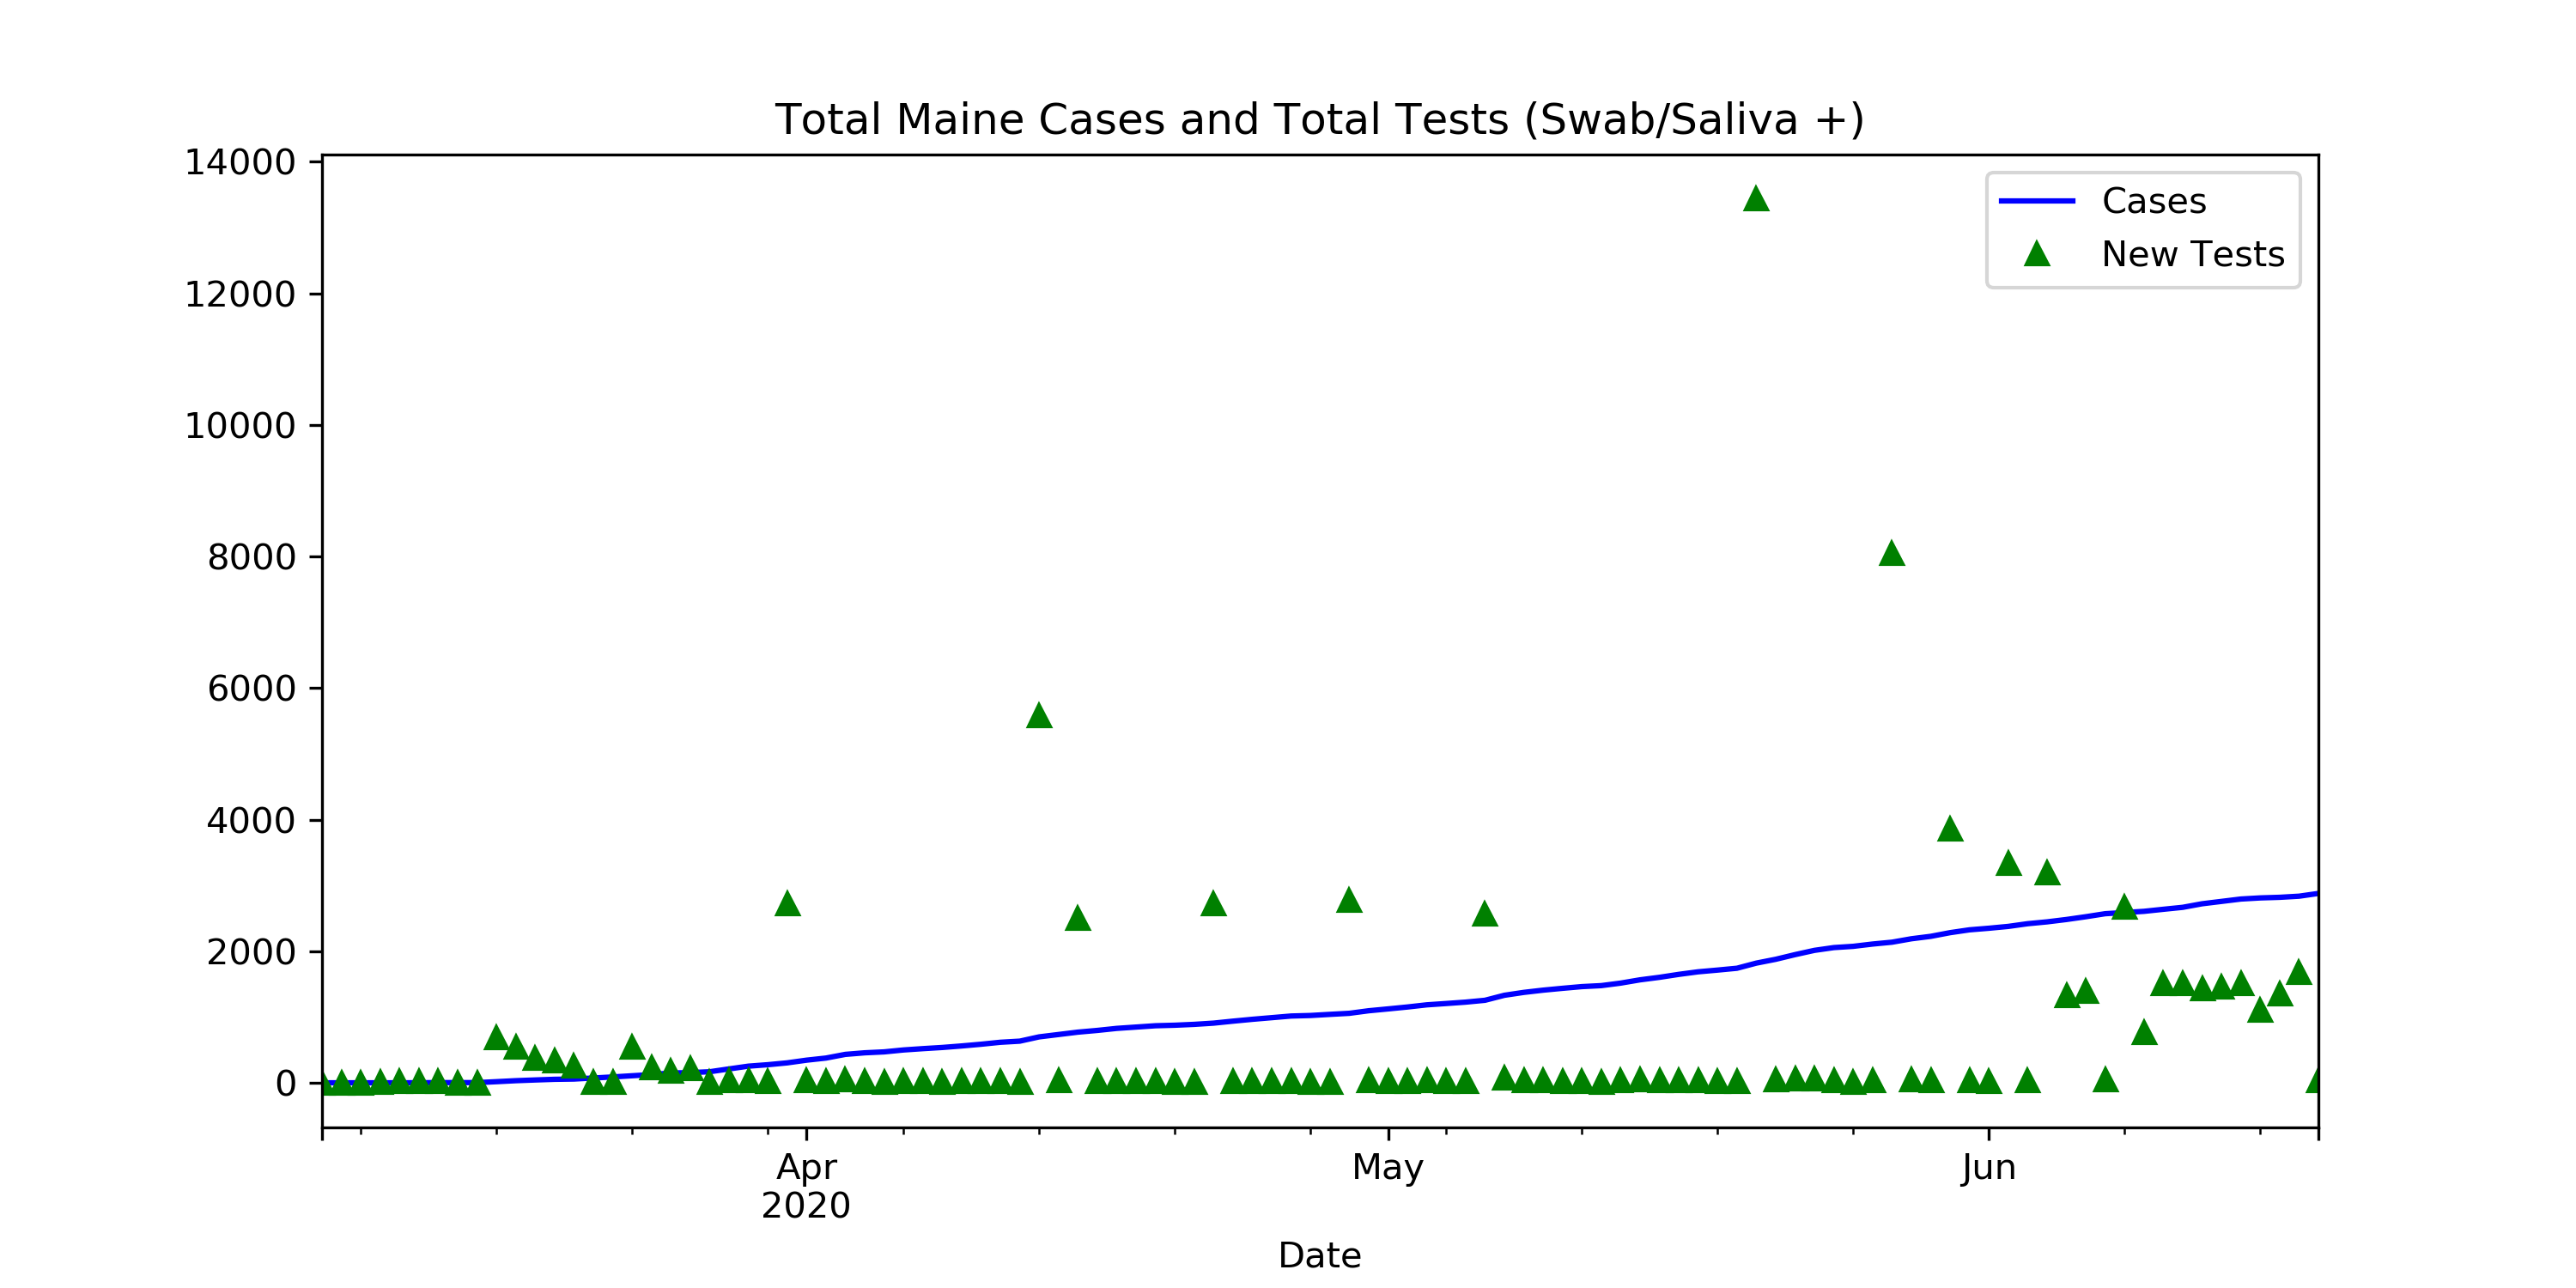 Total Maine Cases and Total Tests (Swab/Saliva +)
14000
12000
10000
8000
6000
4000
2000
0
Cases
New Tests
Apr
2020
May
Jun
Date